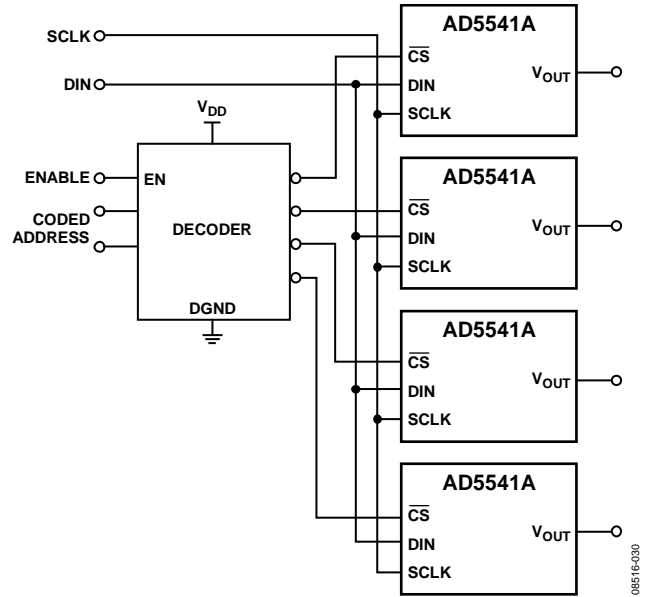 SCLK
DIN
VDD
ENABLE
EN
CODED
ADDRESS
DECODER
DGND
AD5541A
CS
DIN
SCLK
VOUT
AD5541A
CS
DIN
SCLK
VOUT
AD5541A
CS
DIN
SCLK
VOUT
AD5541A
CS
DIN
SCLK
VOUT
08516-030